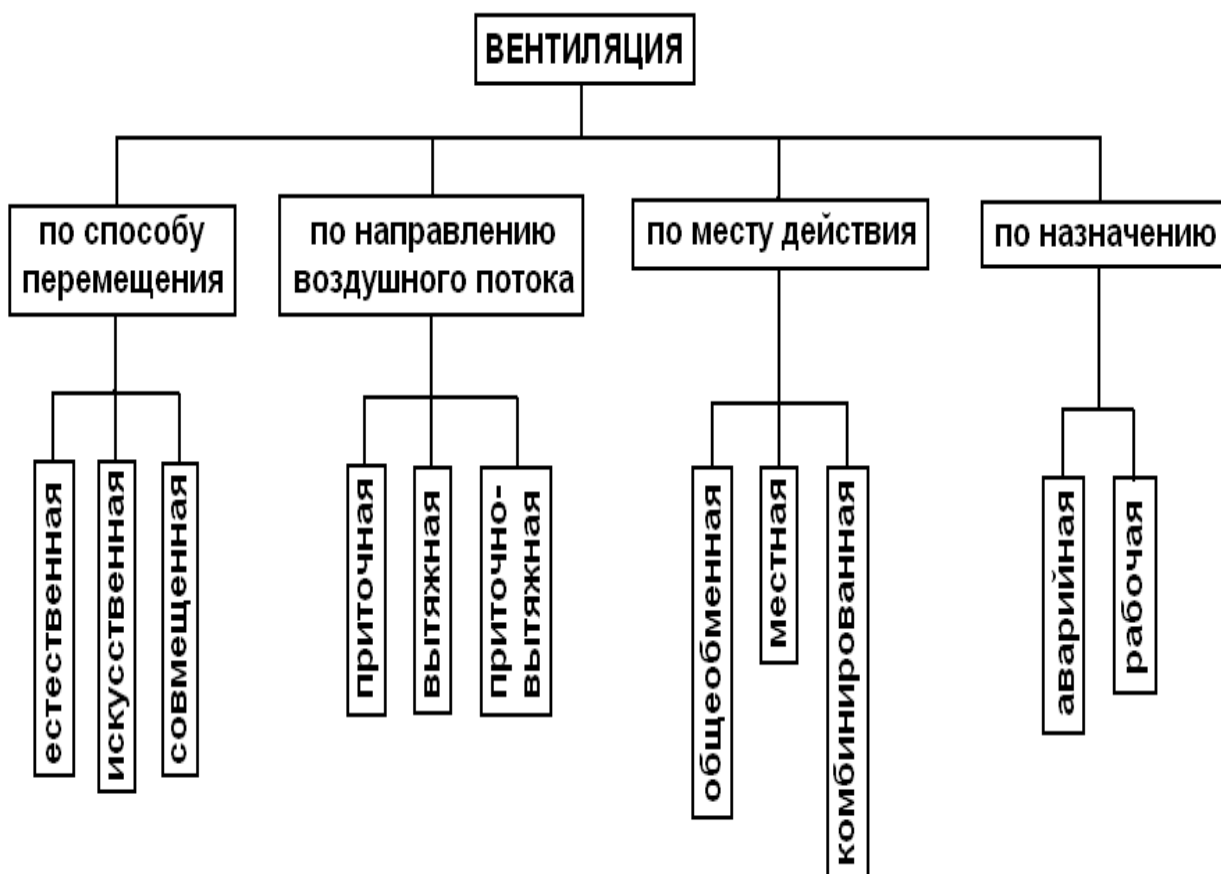 ВЕНТИЛЯЦИЯ
по способу
перемещения
по направлению
воздушного потока
по месту действия
по назначению
естественная
искусственная
совмещенная
приточная
вытяжная
приточно-
вытяжная
общеобменная
местная
комбинированная
аварийная
рабочая